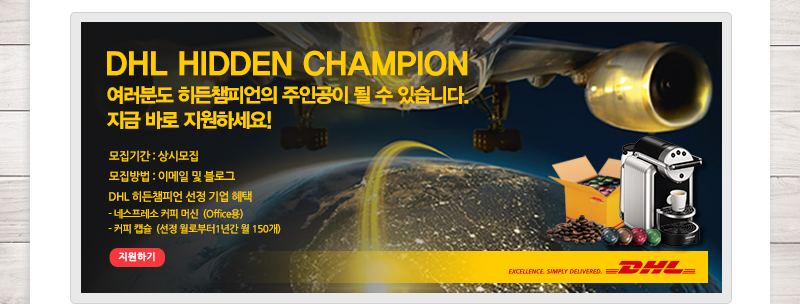 DHL HIDDEN CHAMPION
여러분도 히든챔피언의 주인공이 될 수 있습니다.
지금 바로 지원하세요!
모집기간 : 상시모집
모집방법 : 이메일 및 블로그
DHL 히든챔피언 선정 기업 혜택
- 네스프레소 커피 머신 (Office용)
- 커피 캡슐 (선정 월로부터1년간 월 150개)
지원하기
EXCELLENCE. SIMPLY DELIVERED. DHL